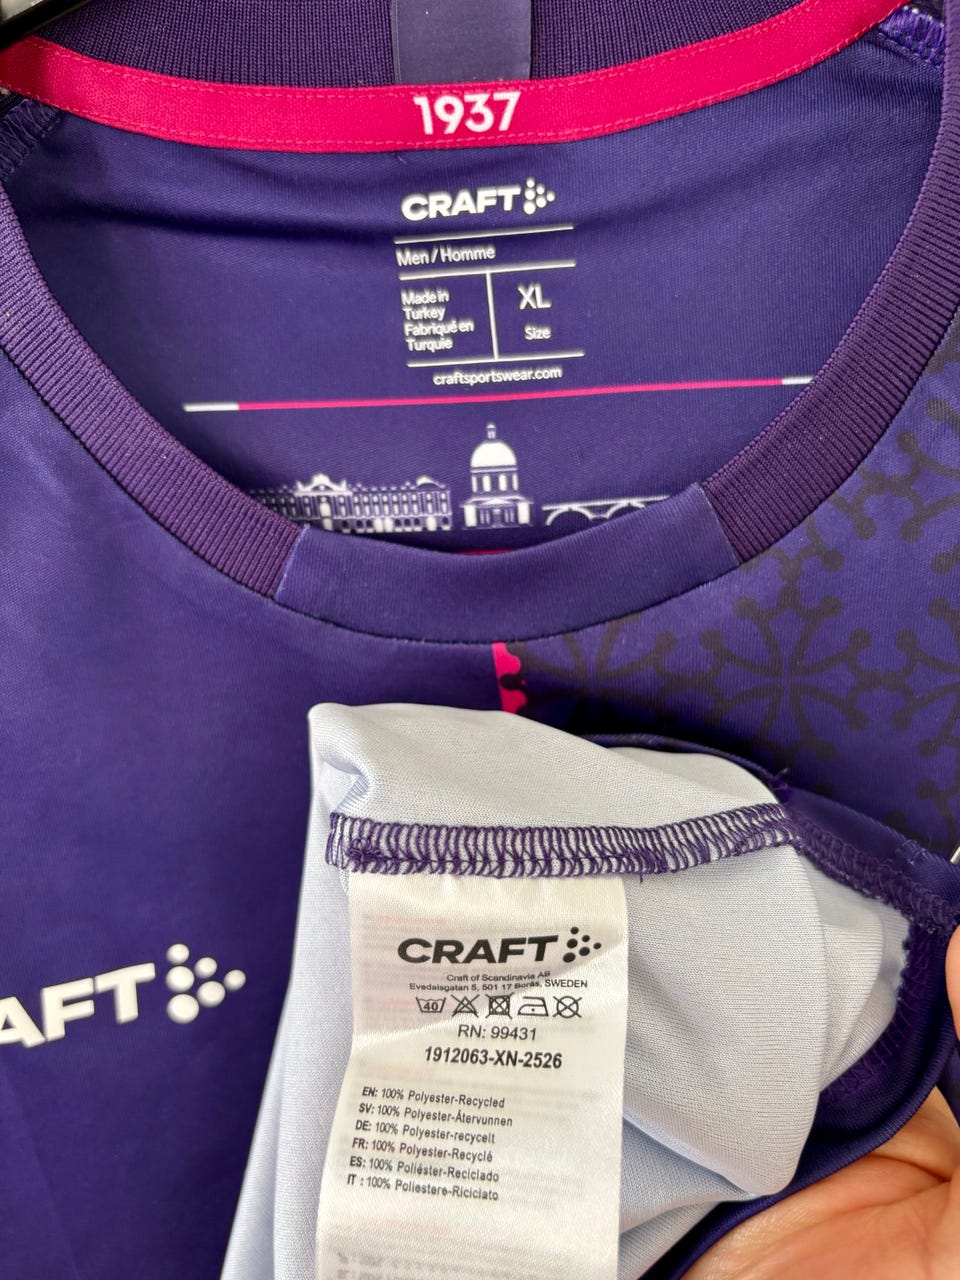 1937
CRAFT
Men / Homme
Made in
Turkey
Fabriqué en
Turquie
XL
Size
craftsportswear.com
AFT
CRAFT
Craft of Scandinavia AB
Evedalsgatan 5, 501 17 Borås, SWEDEN
40
RN: 99431
1912063-XN-2526
EN: 100% Polyester-Recycled
SV: 100% Polyester-Återvunnen
DE: 100% Polyester-recycelt
FR: 100% Polyester-Recyclé
ES: 100% Poliéster-Reciclado
IT : 100% Poliestere-Riciclato